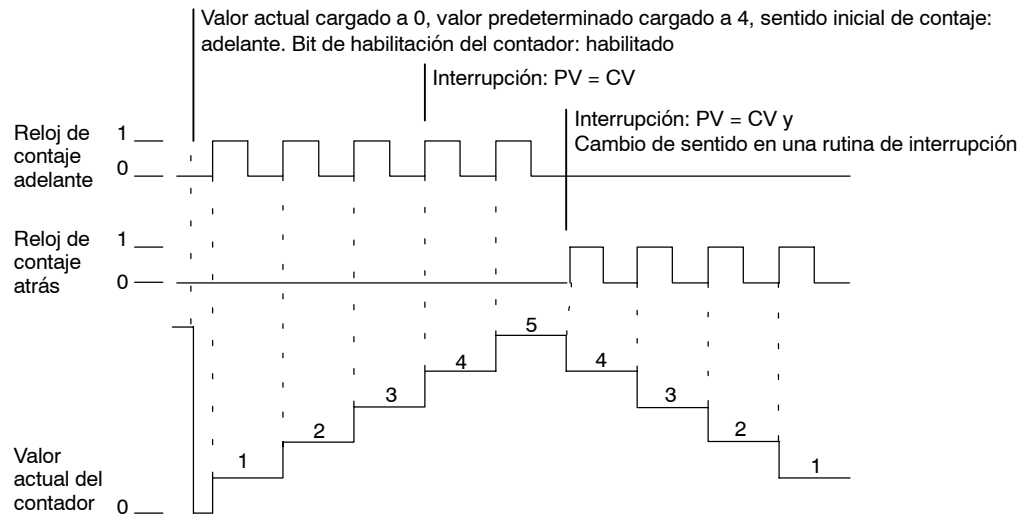 Valor actual cargado a 0, valor predeterminado cargado a 4, sentido inicial de contaje:
adelante. Bit de habilitación del contador: habilitado
Interrupción: PV = CV
Interrupción: PV = CV y
Cambio de sentido en una rutina de interrupción
Reloj de
contaje
adelante
1
0
Reloj de
contaje
atrás
1
0
5
4
4
3
3
2
2
1
1
Valor
actual del
contador
0